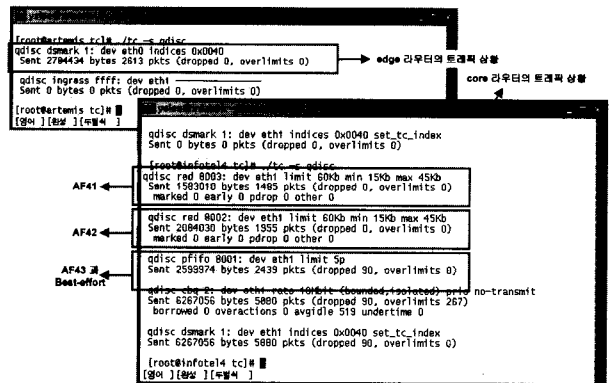 [root@artemis tc]# ./tc -s qdisc
qdisc dsmark 1: dev eth0 indices 0x0040
Sent 2794434 bytes 2613 pkts (dropped 0, overlimits 0)
qdisc ingress ffff: dev eth1
Sent 0 bytes 0 pkts (dropped 0, overlimits 0)
[root@artemis tc]#
[영어 ][완성 ][두벌식 ]
edge 라우터의 트래픽 상황
core 라우터의 트래픽 상황
qdisc dsmark 1: dev eth1 indices 0x0040 set_tc_index
Sent 0 bytes 0 pkts (dropped 0, overlimits 0)
[root@infotel4 tc]# ./tc -s qdisc
qdisc red 8003: dev eth1 limit 60Kb min 15Kb max 45Kb
Sent 1583010 bytes 1485 pkts (dropped 0, overlimits 0)
marked 0 early 0 pdrop 0 other 0
AF41
qdisc red 8002: dev eth1 limit 60Kb min 15Kb max 45Kb
Sent 2084030 bytes 1955 pkts (dropped 0, overlimits 0)
marked 0 early 0 pdrop 0 other 0
AF42
qdisc pfifo 8001: dev eth1 limit 5p
Sent 2599974 bytes 2439 pkts (dropped 90, overlimits 0)
AF43 과
Best-effort
qdisc cbq 2: dev eth1 rate 10Mbit (bounded,isolated) prio no-transmit
Sent 6267056 bytes 5880 pkts (dropped 90, overlimits 267)
borrowed 0 overactions 0 avgidle 519 undertime 0
qdisc dsmark 1: dev eth1 indices 0x0040 set_tc_index
Sent 6267056 bytes 5880 pkts (dropped 90, overlimits 0)
[root@infotel4 tc]#
[영어 ][완성 ][두벌식 ]